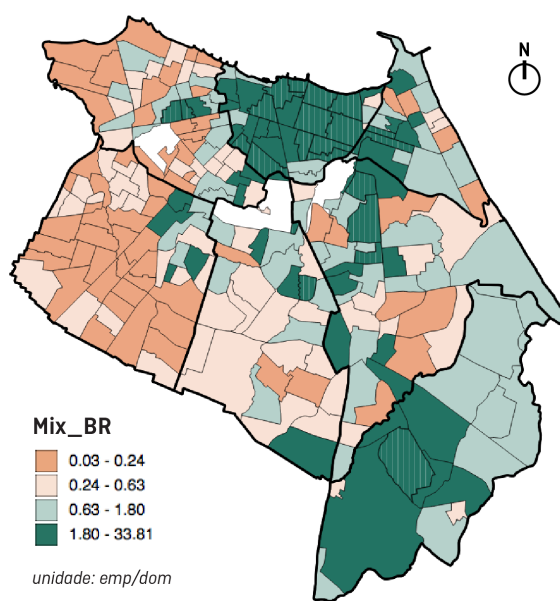 N
Mix_BR
0.03 - 0.24
0.24 - 0.63
0.63 - 1.80
1.80 - 33.81
unidade: emp/dom